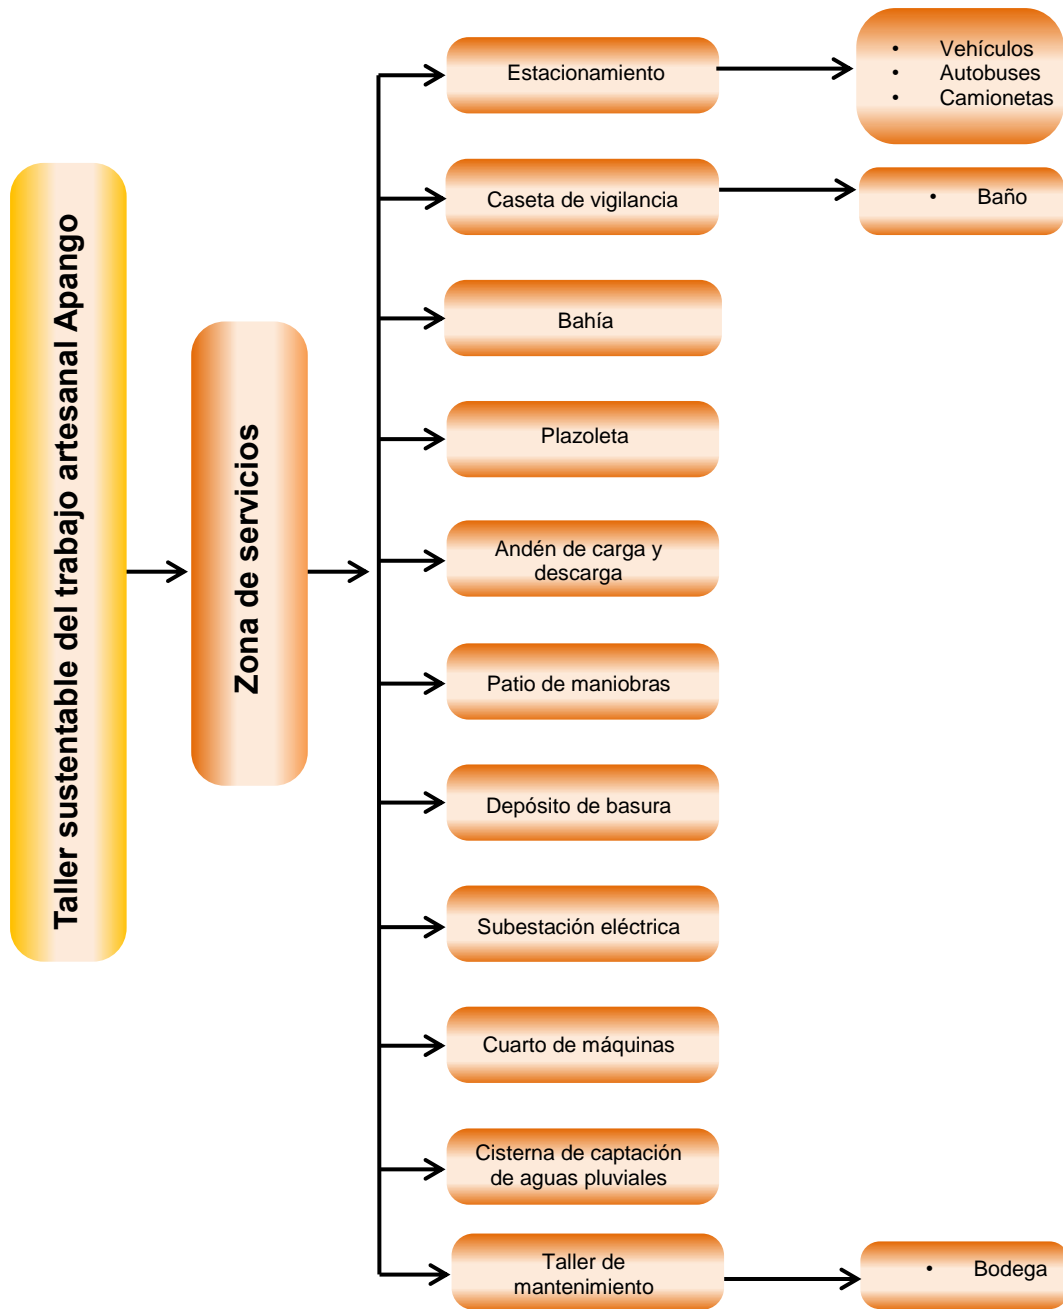 Taller sustentable del trabajo artesanal Apango
Zona de servicios
Estacionamiento
• Vehículos
• Autobuses
• Camionetas
Caseta de vigilancia
• Baño
Bahía
Plazoleta
Andén de carga y
descarga
Patio de maniobras
Depósito de basura
Subestación eléctrica
Cuarto de máquinas
Cisterna de captación
de aguas pluviales
Taller de
mantenimiento
• Bodega